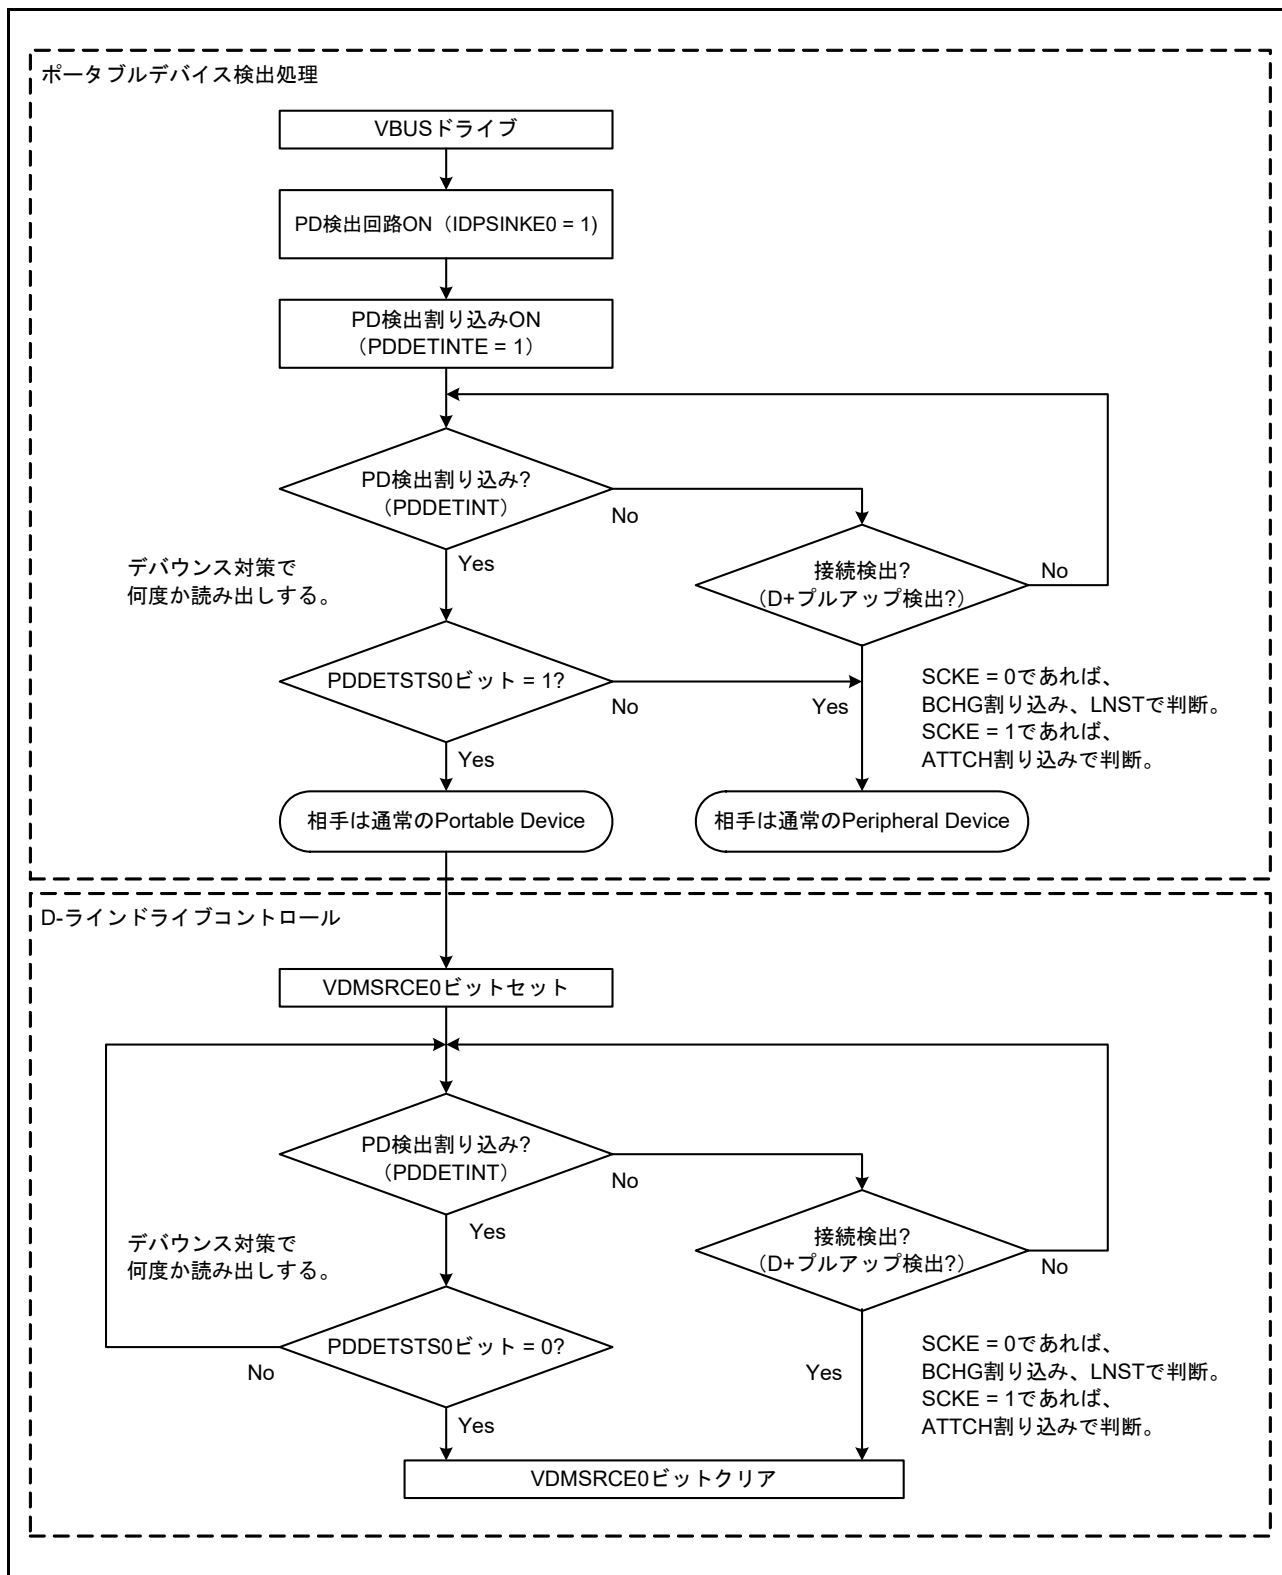 ポータブルデバイス検出処理
VBUSドライブ
PD検出回路ON（IDPSINKE0 = 1)
PD検出割り込みON
（PDDETINTE = 1）
PD検出割り込み?
（PDDETINT）
No
Yes
デバウンス対策で
何度か読み出しする。
接続検出?
（D+プルアップ検出?）
No
PDDETSTS0ビット = 1?
No
Yes
Yes
SCKE = 0であれば、
BCHG割り込み、LNSTで判断。
SCKE = 1であれば、
ATTCH割り込みで判断。
相手は通常のPortable Device
相手は通常のPeripheral Device
D-ラインドライブコントロール
VDMSRCE0ビットセット
PD検出割り込み?
（PDDETINT）
No
Yes
デバウンス対策で
何度か読み出しする。
接続検出?
（D+プルアップ検出?）
No
PDDETSTS0ビット = 0?
No
Yes
Yes
SCKE = 0であれば、
BCHG割り込み、LNSTで判断。
SCKE = 1であれば、
ATTCH割り込みで判断。
VDMSRCE0ビットクリア